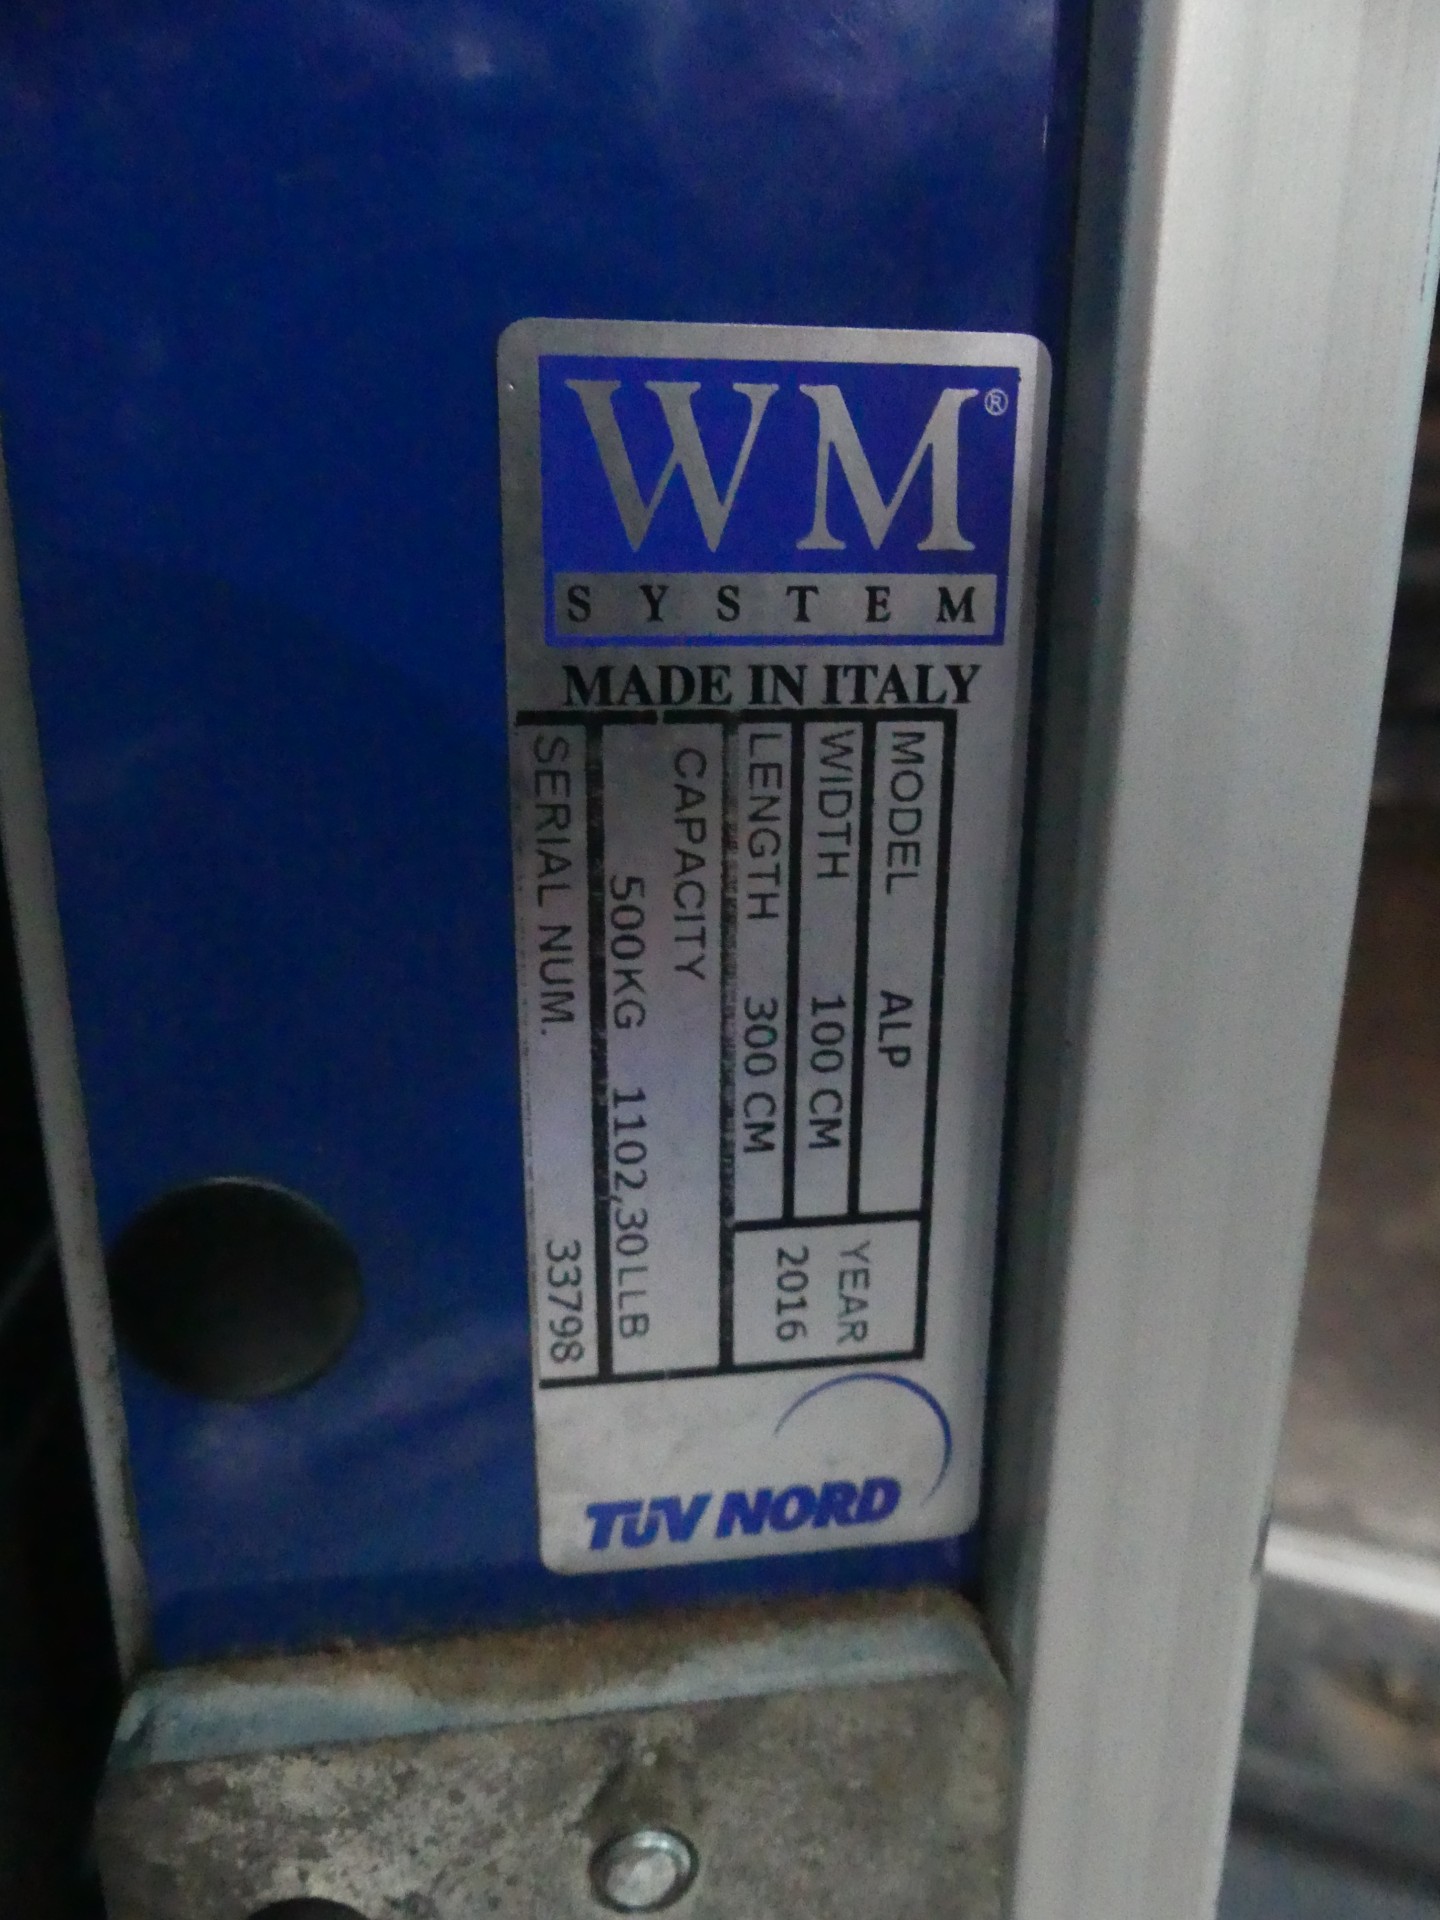 WM®
SYSTEM
MADE IN ITALY
MODEL ALP
WIDTH 100 CM
LENGTH 300 CM
YEAR
2016
CAPACITY
500KG 1102,30LLB
SERIAL NUM. 33798
TÜV NORD